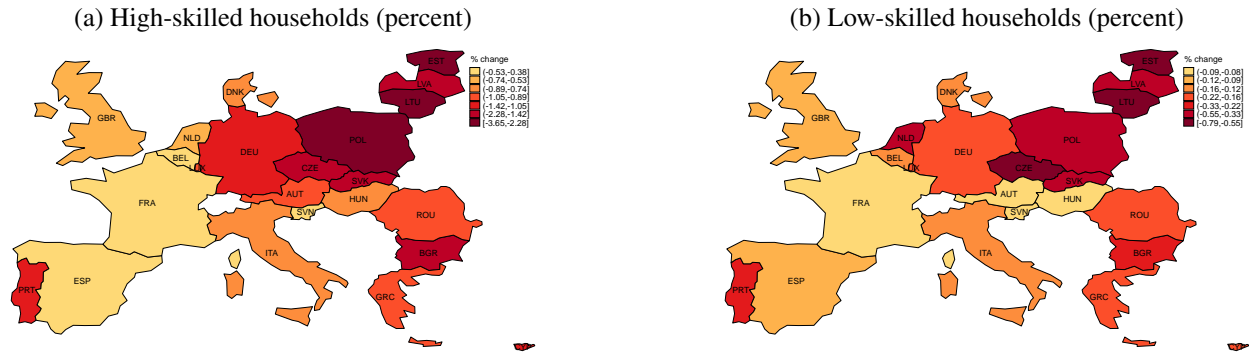 (a) High-skilled households (percent)
% change
(-0.53,-0.38]
(-0.74,-0.53]
(-0.89,-0.74]
(-1.05,-0.89]
(-1.42,-1.05]
(-2.28,-1.42]
[-3.65,-2.28]
EST
LVA
LTU
DNK
GBR
NLD
POL
BEL
DEU
LUX
CZE
SVK
AUT
HUN
FRA
SVN
ROU
ITA
BGR
ESP
PRT
GRC
(b) Low-skilled households (percent)
% change
(-0.09,-0.08]
(-0.12,-0.09]
(-0.16,-0.12]
(-0.22,-0.16]
(-0.33,-0.22]
(-0.55,-0.33]
[-0.79,-0.55]
EST
LVA
LTU
DNK
GBR
NLD
POL
BEL
DEU
LUX
CZE
SVK
AUT
HUN
FRA
SVN
ROU
ITA
BGR
ESP
PRT
GRC